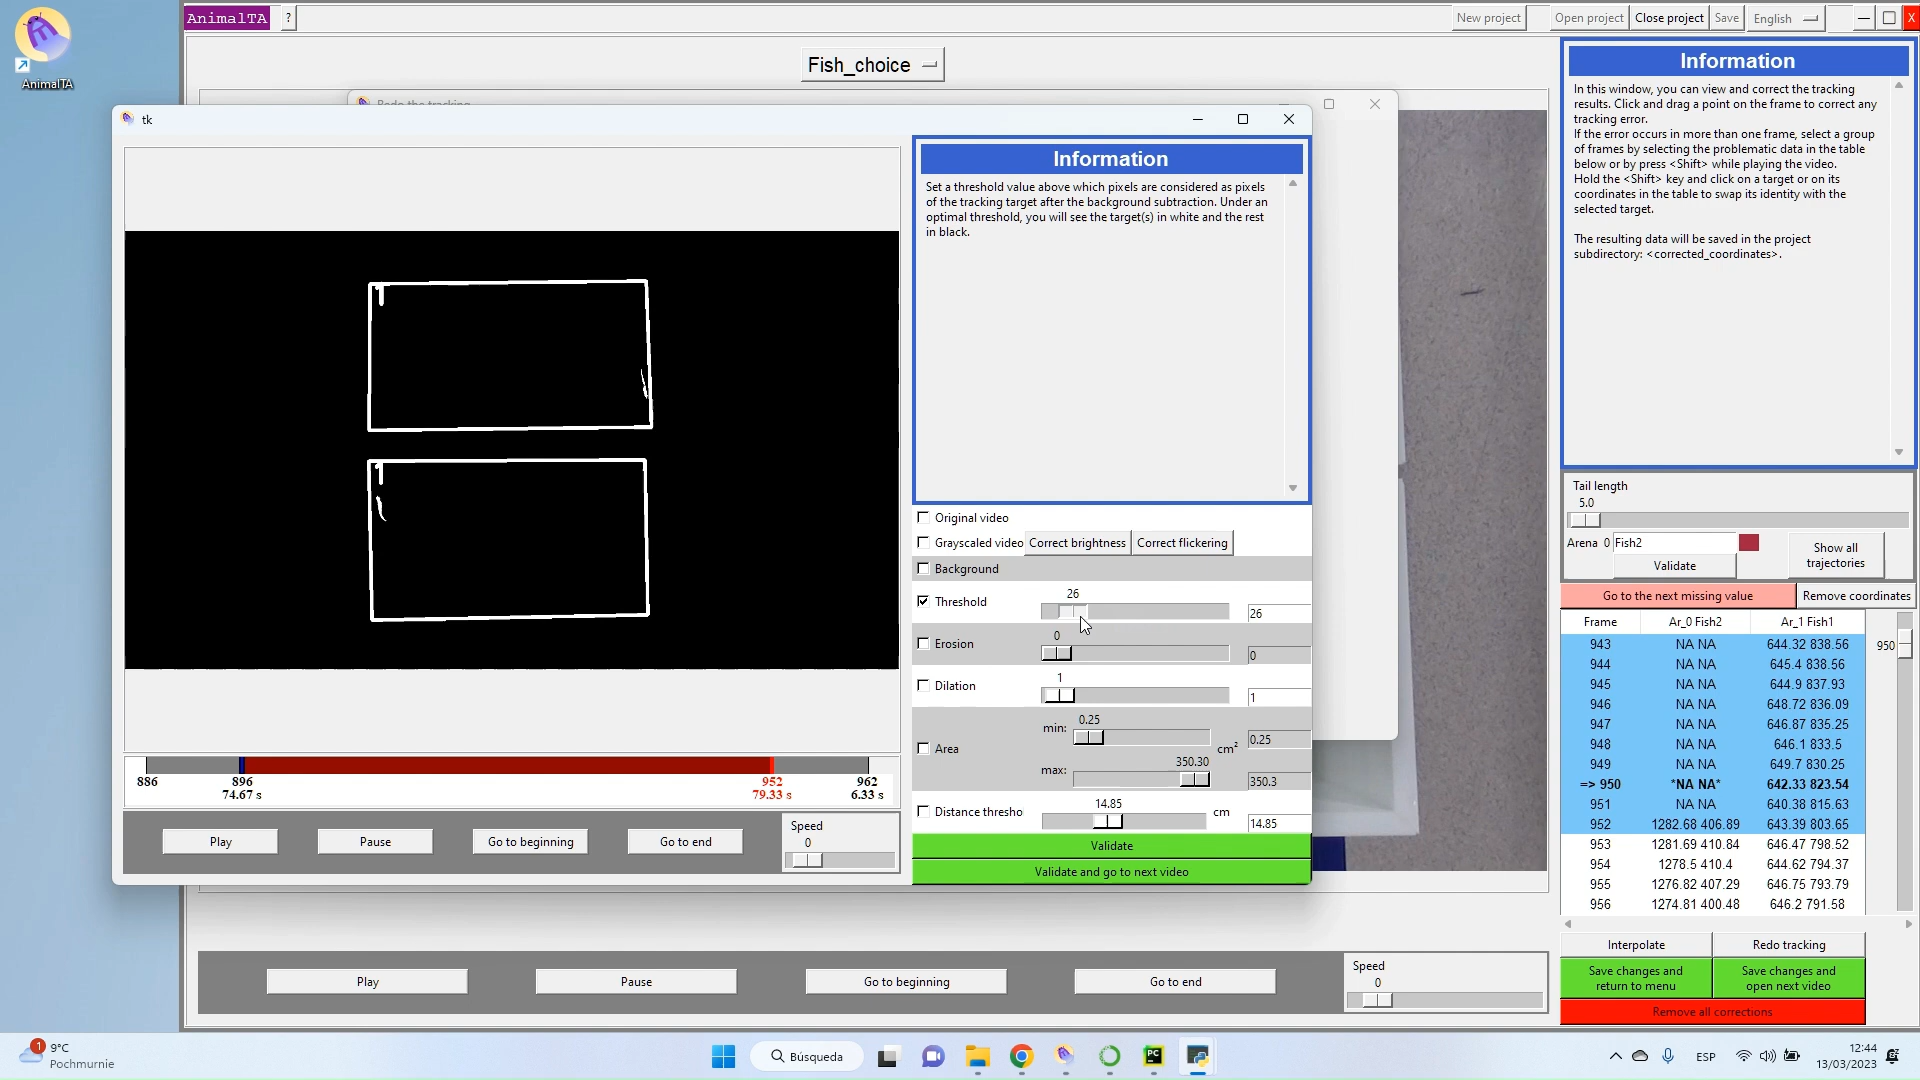 AnimalTA
?
New project
Open project
Close project
Save
English
X
AnimalTA
Fish_choice
Redo the tracking
tk
Information
Set a threshold value above which pixels are considered as pixels
of the tracking target after the background subtraction. Under an
optimal threshold, you will see the target(s) in white and the rest
in black.
Original video
Grayscaled video
Correct brightness
Correct flickering
Background
Threshold
26
26
Erosion
0
0
Dilation
1
1
Area
min:
0.25
0.25
cm²
max:
350.30
350.3
Distance thresho
14.85
cm
14.85
Validate
Validate and go to next video
886
896
74.67 s
952
79.33 s
962
6.33 s
Play
Pause
Go to beginning
Go to end
Speed
0
Play
Pause
Go to beginning
Go to end
Speed
0
Information
In this window, you can view and correct the tracking
results. Click and drag a point on the frame to correct any
tracking error.
If the error occurs in more than one frame, select a group
of frames by selecting the problematic data in the table
below or by press <Shift> while playing the video.
Hold the <Shift> key and click on a target or on its
coordinates in the table to swap its identity with the
selected target.
The resulting data will be saved in the project
subdirectory: <corrected_coordinates>.
Tail length
5.0
Arena 0
Fish2
Validate
Show all
trajectories
Go to the next missing value
Remove coordinates
Frame Ar_0 Fish2 Ar_1 Fish1
943 NA NA 644.32 838.56
950
944 NA NA 645.4 838.56
945 NA NA 644.9 837.93
946 NA NA 648.72 836.09
947 NA NA 646.87 835.25
948 NA NA 646.1 833.5
949 NA NA 649.7 830.25
=> 950 *NA NA* 642.33 823.54
951 NA NA 640.38 815.63
952 1282.68 406.89 643.39 803.65
953 1281.69 410.84 646.47 798.52
954 1278.5 410.4 644.62 794.37
955 1276.82 407.29 646.75 793.79
956 1274.81 400.48 646.2 791.58
Interpolate
Redo tracking
Save changes and
return to menu
Save changes and
open next video
Remove all corrections
1
9°C
Pochmurnie
Búsqueda
PC
ESP
12:44
13/03/2023